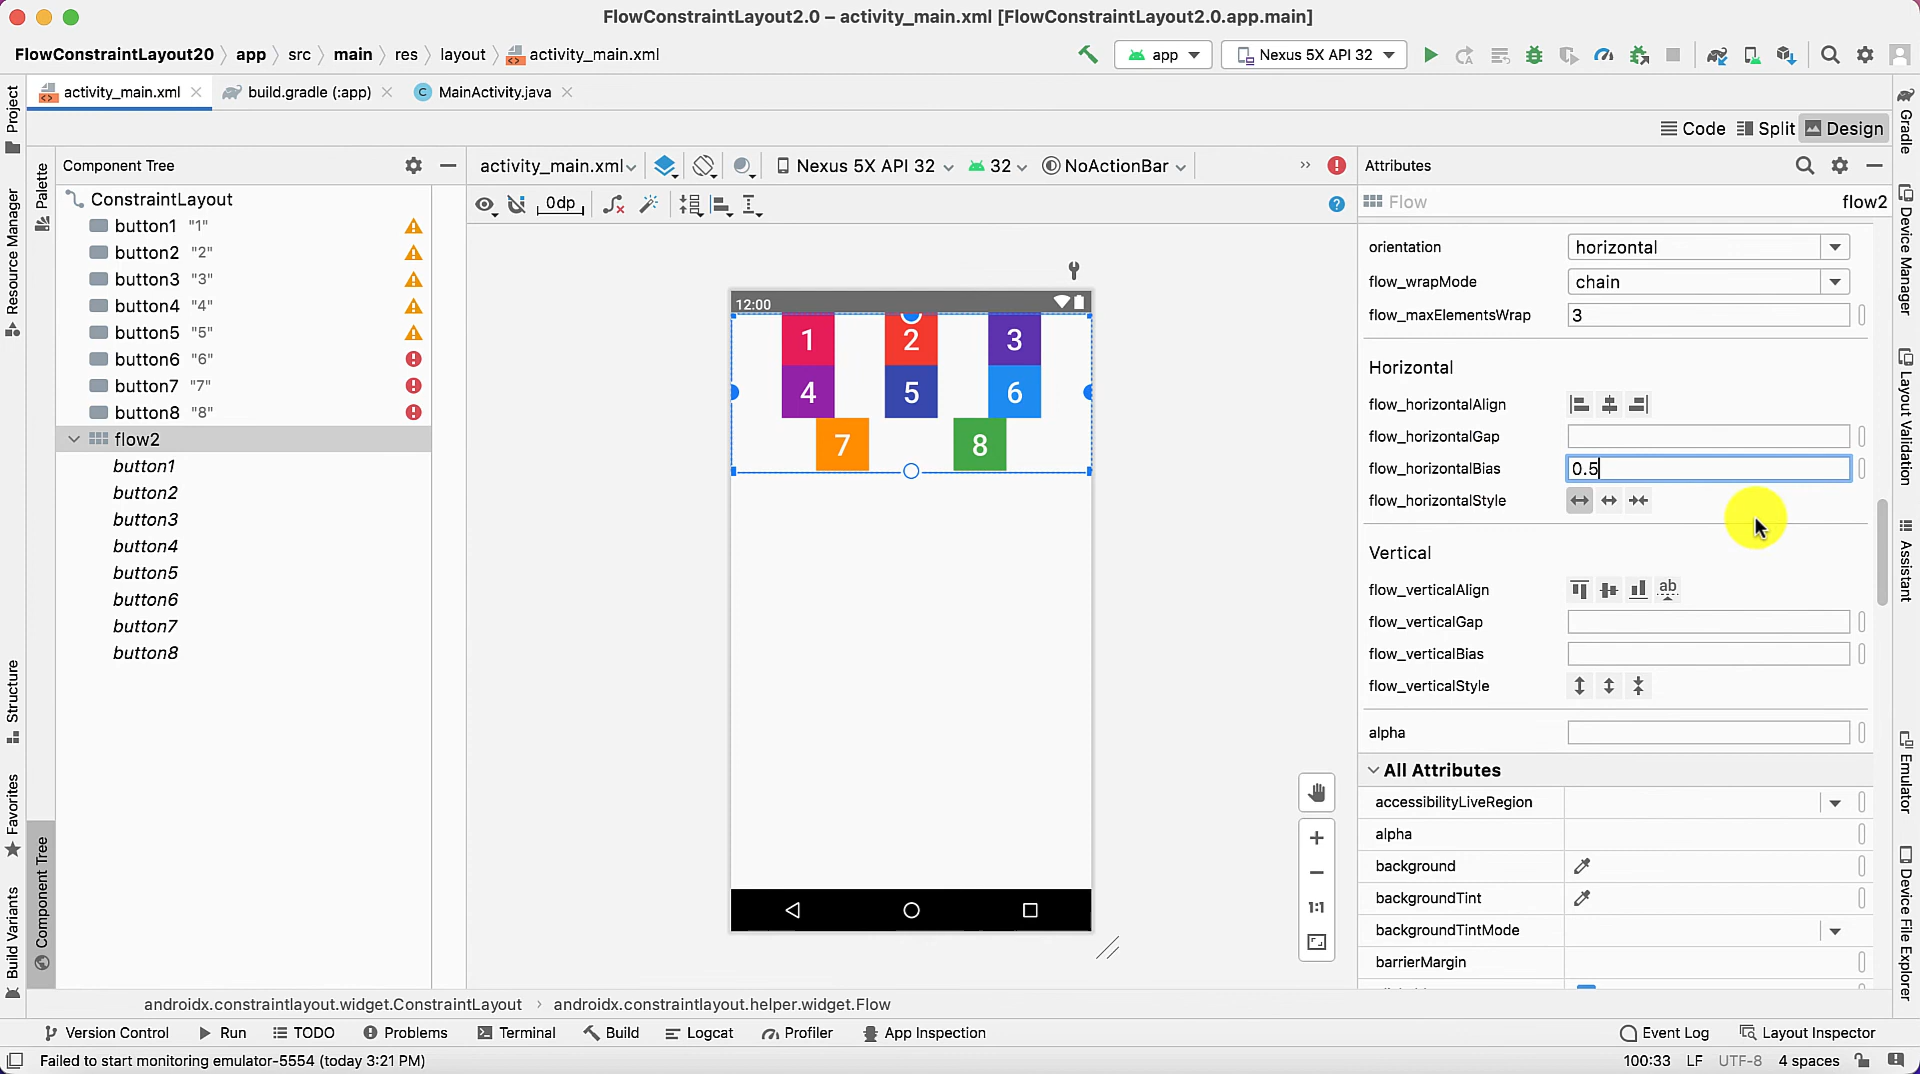 FlowConstraintLayout2.0 – activity_main.xml [FlowConstraintLayout2.0.app.main]
FlowConstraintLayout20 app src main res layout activity_main.xml
app Nexus 5X API 32
activity_main.xml build.gradle (:app) MainActivity.java
Code Split Design
Component Tree
activity_main.xml Nexus 5X API 32 32 NoActionBar
Attributes
0dp
Flow flow2
ConstraintLayout
button1 "1"
button2 "2"
button3 "3"
button4 "4"
button5 "5"
button6 "6"
button7 "7"
button8 "8"
flow2
button1
button2
button3
button4
button5
button6
button7
button8
12:00
1 2 3
4 5 6
7 8
orientation horizontal
flow_wrapMode chain
flow_maxElementsWrap 3
Horizontal
flow_horizontalAlign
flow_horizontalGap
flow_horizontalBias 0.5
flow_horizontalStyle
Vertical
flow_verticalAlign ab
flow_verticalGap
flow_verticalBias
flow_verticalStyle
alpha
All Attributes
accessibilityLiveRegion
alpha
background
backgroundTint
backgroundTintMode
barrierMargin
1:1
Project
Resource Manager
Structure
Favorites
Build Variants
Palette
Component Tree
Gradle
Device Manager
Layout Validation
Assistant
Emulator
Device File Explorer
androidx.constraintlayout.widget.ConstraintLayout androidx.constraintlayout.helper.widget.Flow
Version Control Run TODO Problems Terminal Build Logcat Profiler App Inspection Event Log Layout Inspector
Failed to start monitoring emulator-5554 (today 3:21 PM) 100:33 LF UTF-8 4 spaces